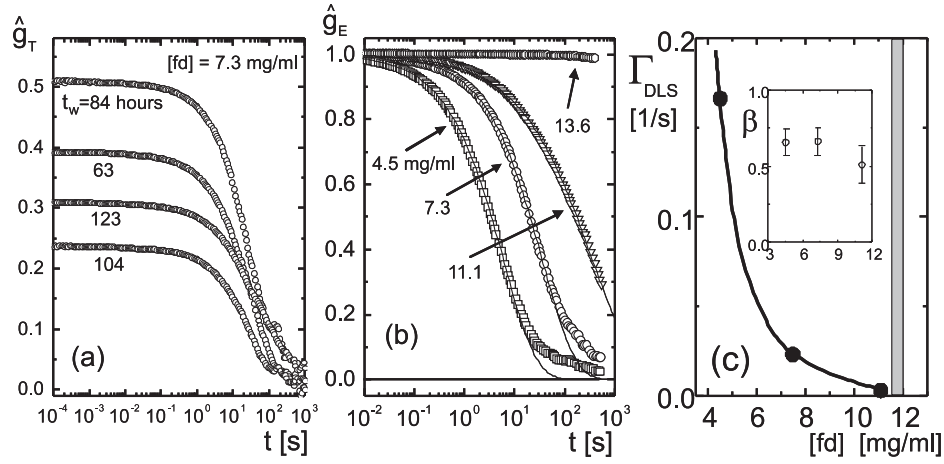 ĝ_T
[fd] = 7.3 mg/ml
t_w=84 hours
63
123
104
(a)
0.5
0.4
0.3
0.2
0.1
0.0
10^-4 10^-3 10^-2 10^-1 10^0 10^1 10^2 10^3
t [s]
ĝ_E
1.0
0.8
0.6
0.4
0.2
0.0
4.5 mg/ml
7.3
11.1
13.6
(b)
10^-2 10^-1 10^0 10^1 10^2 10^3
t [s]
0.2
Γ_DLS
[1/s]
0.1
0.0
β
1.0
0.5
0.0
3 6 9 12
(c)
4 6 8 10 12
[fd] [mg/ml]